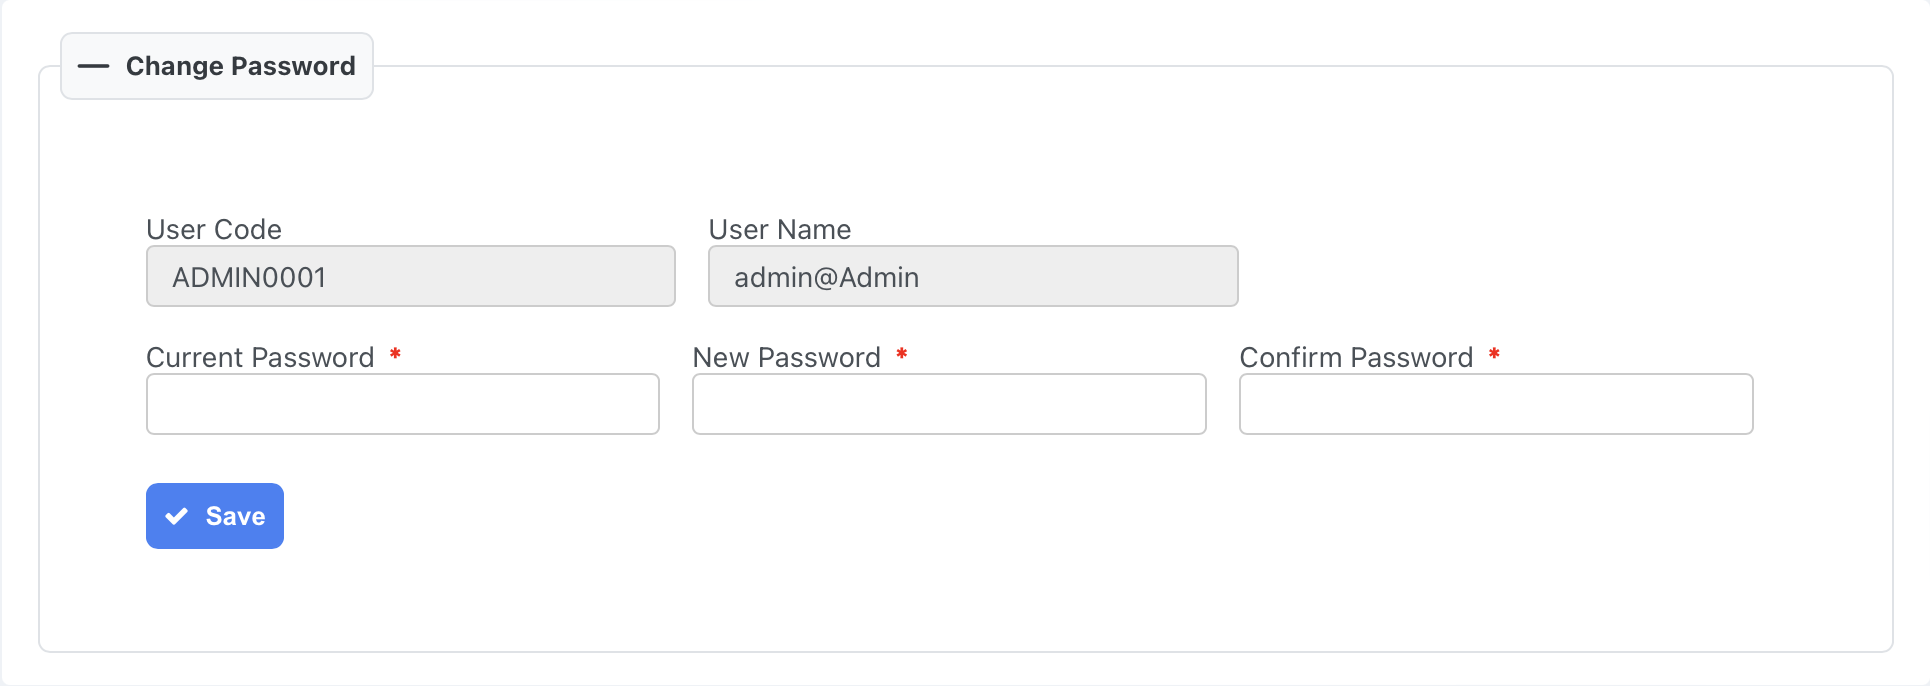 Change Password
User Code User Name
ADMIN0001 admin@Admin
Current Password * New Password * Confirm Password *
Save